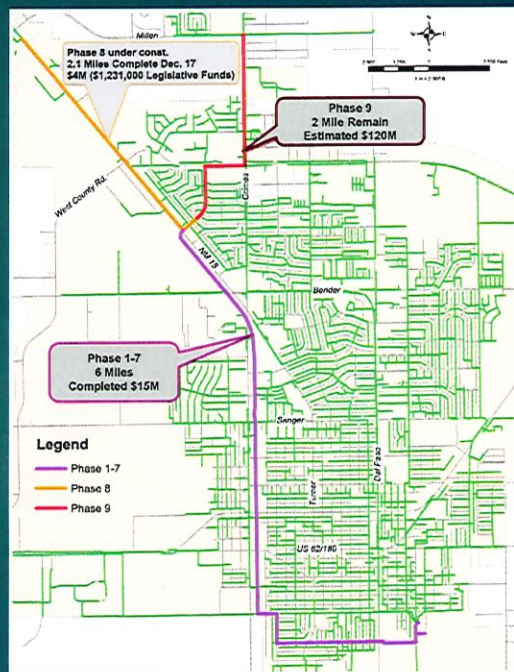 Millen
Phase 8 under const.
2.1 Miles Complete Dec. 17
$4M ($1,231,000 Legislative Funds)
Phase 9
2 Mile Remain
Estimated $120M
West County Rd.
Grimes
NM 18
Bender
Phase 1-7
6 Miles
Completed $15M
Sanger
Legend
Phase 1-7
Phase 8
Phase 9
Turner
Dal Paso
US 62/180